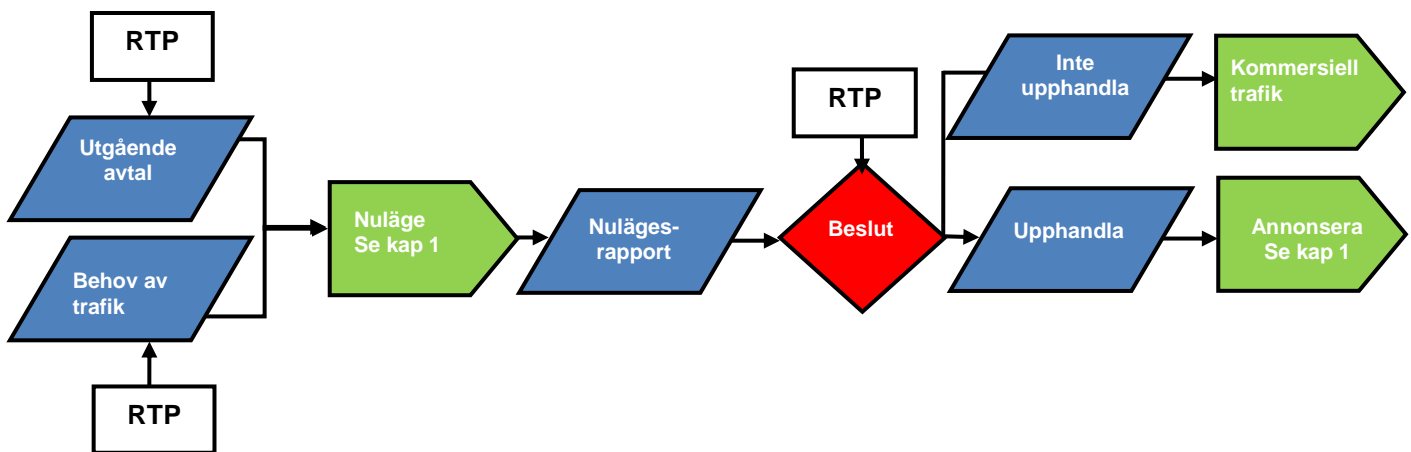 RTP
Utgående
avtal
Behov av
trafik
RTP
Nuläge
Se kap 1
Nuläges-
rapport
RTP
Beslut
Inte
upphandla
Kommersiell
trafik
Upphandla
Annonsera
Se kap 1